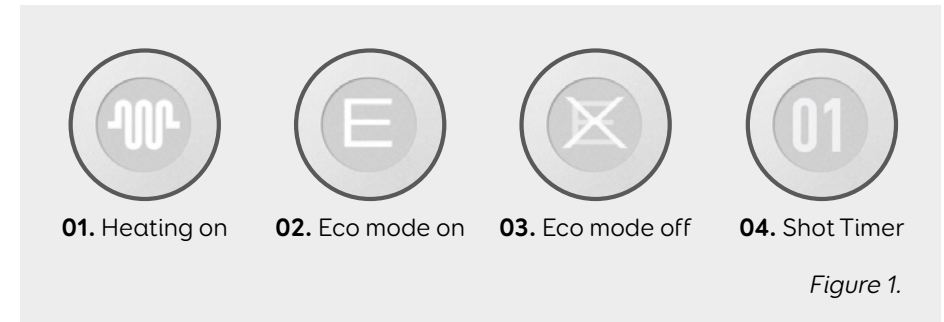 E
E
01
01. Heating on
02. Eco mode on
03. Eco mode off
04. Shot Timer
Figure 1.